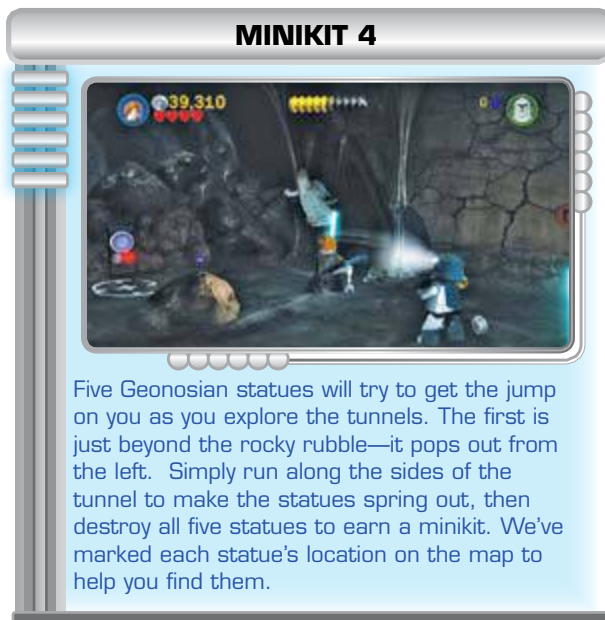 MINIKIT 4
39,310
0
Five Geonosian statues will try to get the jump
on you as you explore the tunnels. The first is
just beyond the rocky rubble—it pops out from
the left.  Simply run along the sides of the
tunnel to make the statues spring out, then
destroy all five statues to earn a minikit. We’ve
marked each statue’s location on the map to
help you find them.